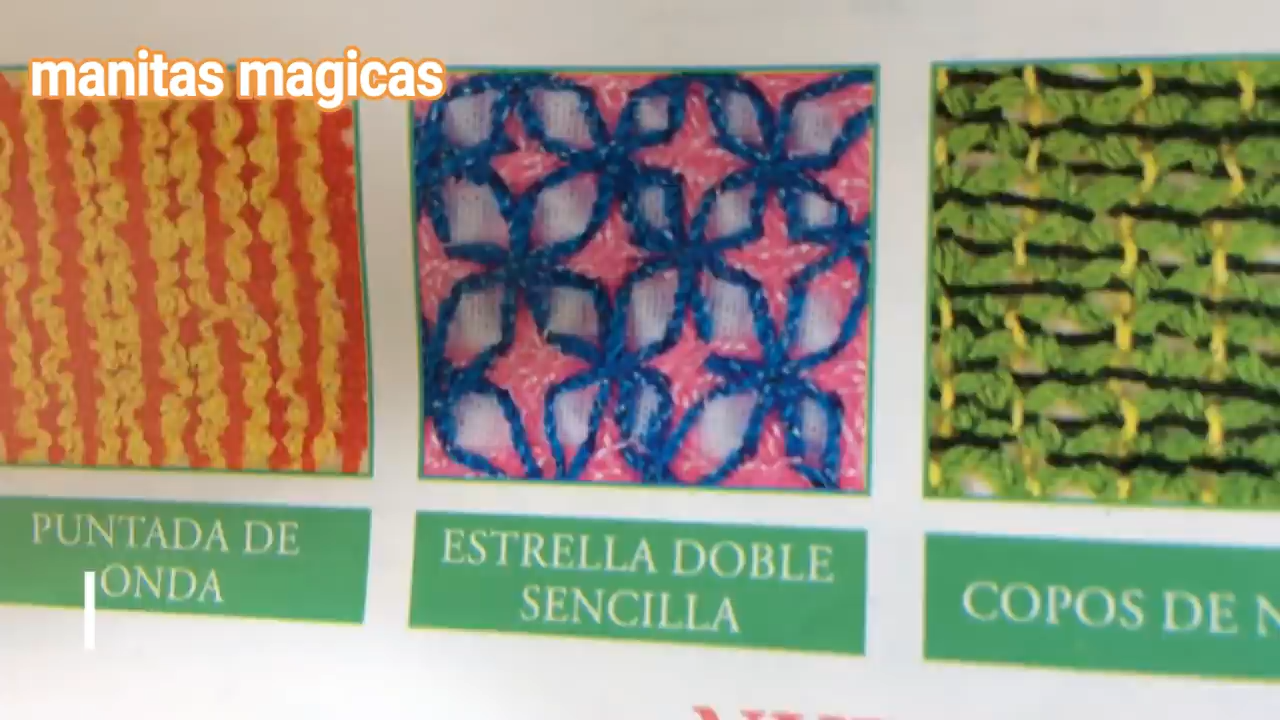 manitas magicas
PUNTADA DE
ONDA
ESTRELLA DOBLE
SENCILLA
COPOS DE